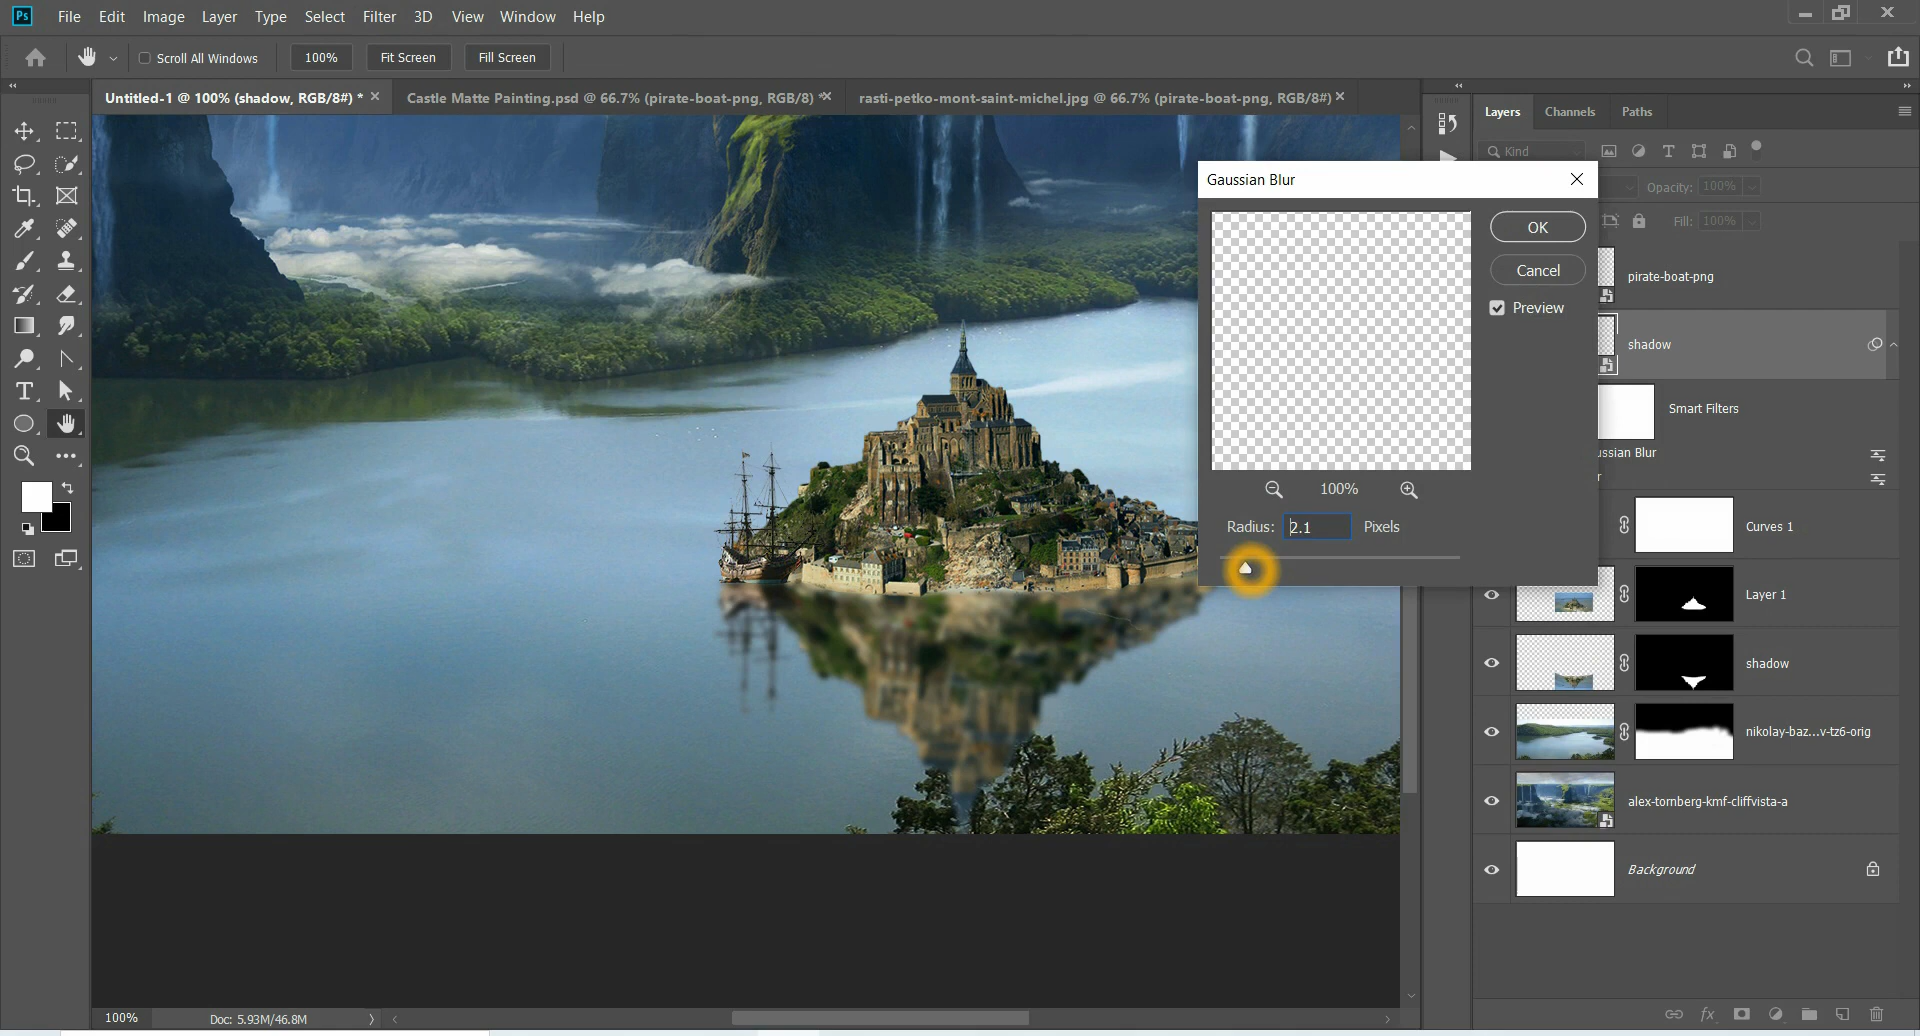 Ps File Edit Image Layer Type Select Filter 3D View Window Help
Scroll All Windows 100% Fit Screen Fill Screen
Untitled-1 @ 100% (shadow, RGB/8#) * Castle Matte Painting.psd @ 66.7% (pirate-boat-png, RGB/8) * rasti-petko-mont-saint-michel.jpg @ 66.7% (pirate-boat-png, RGB/8#)
Layers Channels Paths
Kind
Opacity: 100%
Fill: 100%
Gaussian Blur
OK
Cancel
Preview
100%
Radius: 2.1 Pixels
pirate-boat-png
shadow
Smart Filters
ussian Blur
r
Curves 1
Layer 1
shadow
nikolay-baz...v-tz6-orig
alex-tornberg-kmf-cliffvista-a
Background
100% Doc: 5.93M/46.8M
fx